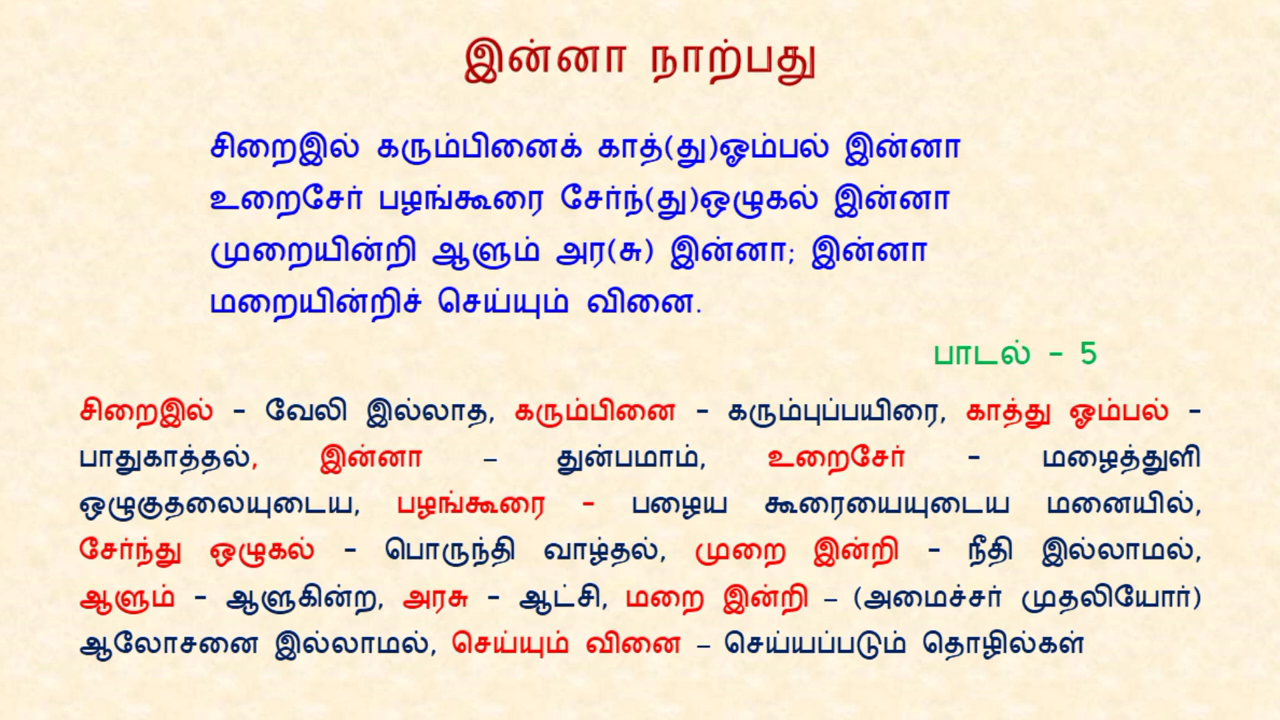 இன்னா நாற்பது
சிறைஇல் கரும்பினைக் காத்(து)ஓம்பல் இன்னா
உறைசேர் பழங்கூரை சேர்ந்(து)ஒழுகல் இன்னா
முறையின்றி ஆளும் அர(சு) இன்னா; இன்னா
மறையின்றிச் செய்யும் வினை.
பாடல் - 5
சிறைஇல் - வேலி இல்லாத, கரும்பினை - கரும்புப்பயிரை, காத்து ஓம்பல் -
பாதுகாத்தல், இன்னா – துன்பமாம், உறைசேர் - மழைத்துளி
ஒழுகுதலையுடைய, பழங்கூரை - பழைய கூரையையுடைய மனையில்,
சேர்ந்து ஒழுகல் - பொருந்தி வாழ்தல், முறை இன்றி - நீதி இல்லாமல்,
ஆளும் - ஆளுகின்ற, அரசு - ஆட்சி, மறை இன்றி – (அமைச்சர் முதலியோர்)
ஆலோசனை இல்லாமல், செய்யும் வினை – செய்யப்படும் தொழில்கள்